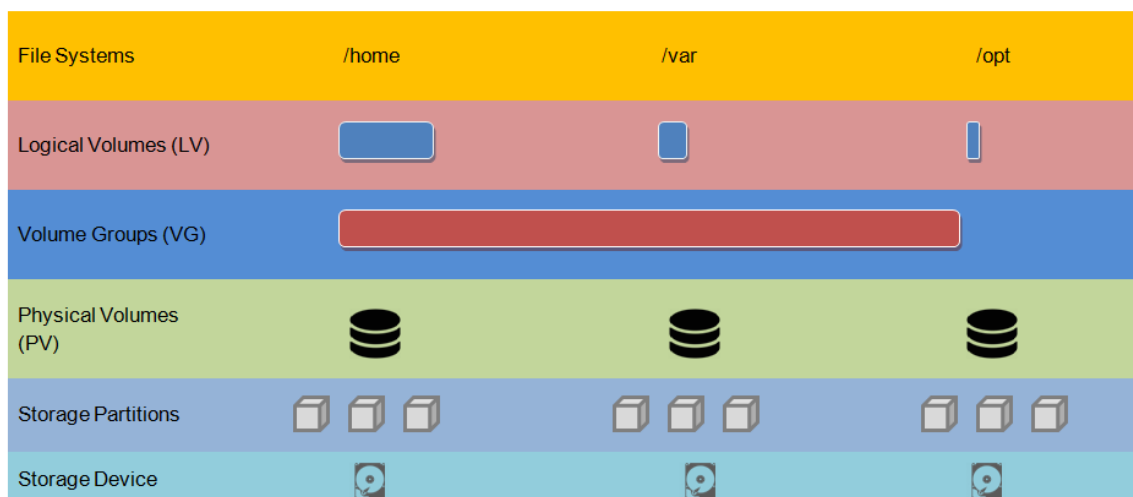 File Systems /home /var /opt
Logical Volumes (LV)
Volume Groups (VG)
Physical Volumes
(PV)
Storage Partitions
Storage Device